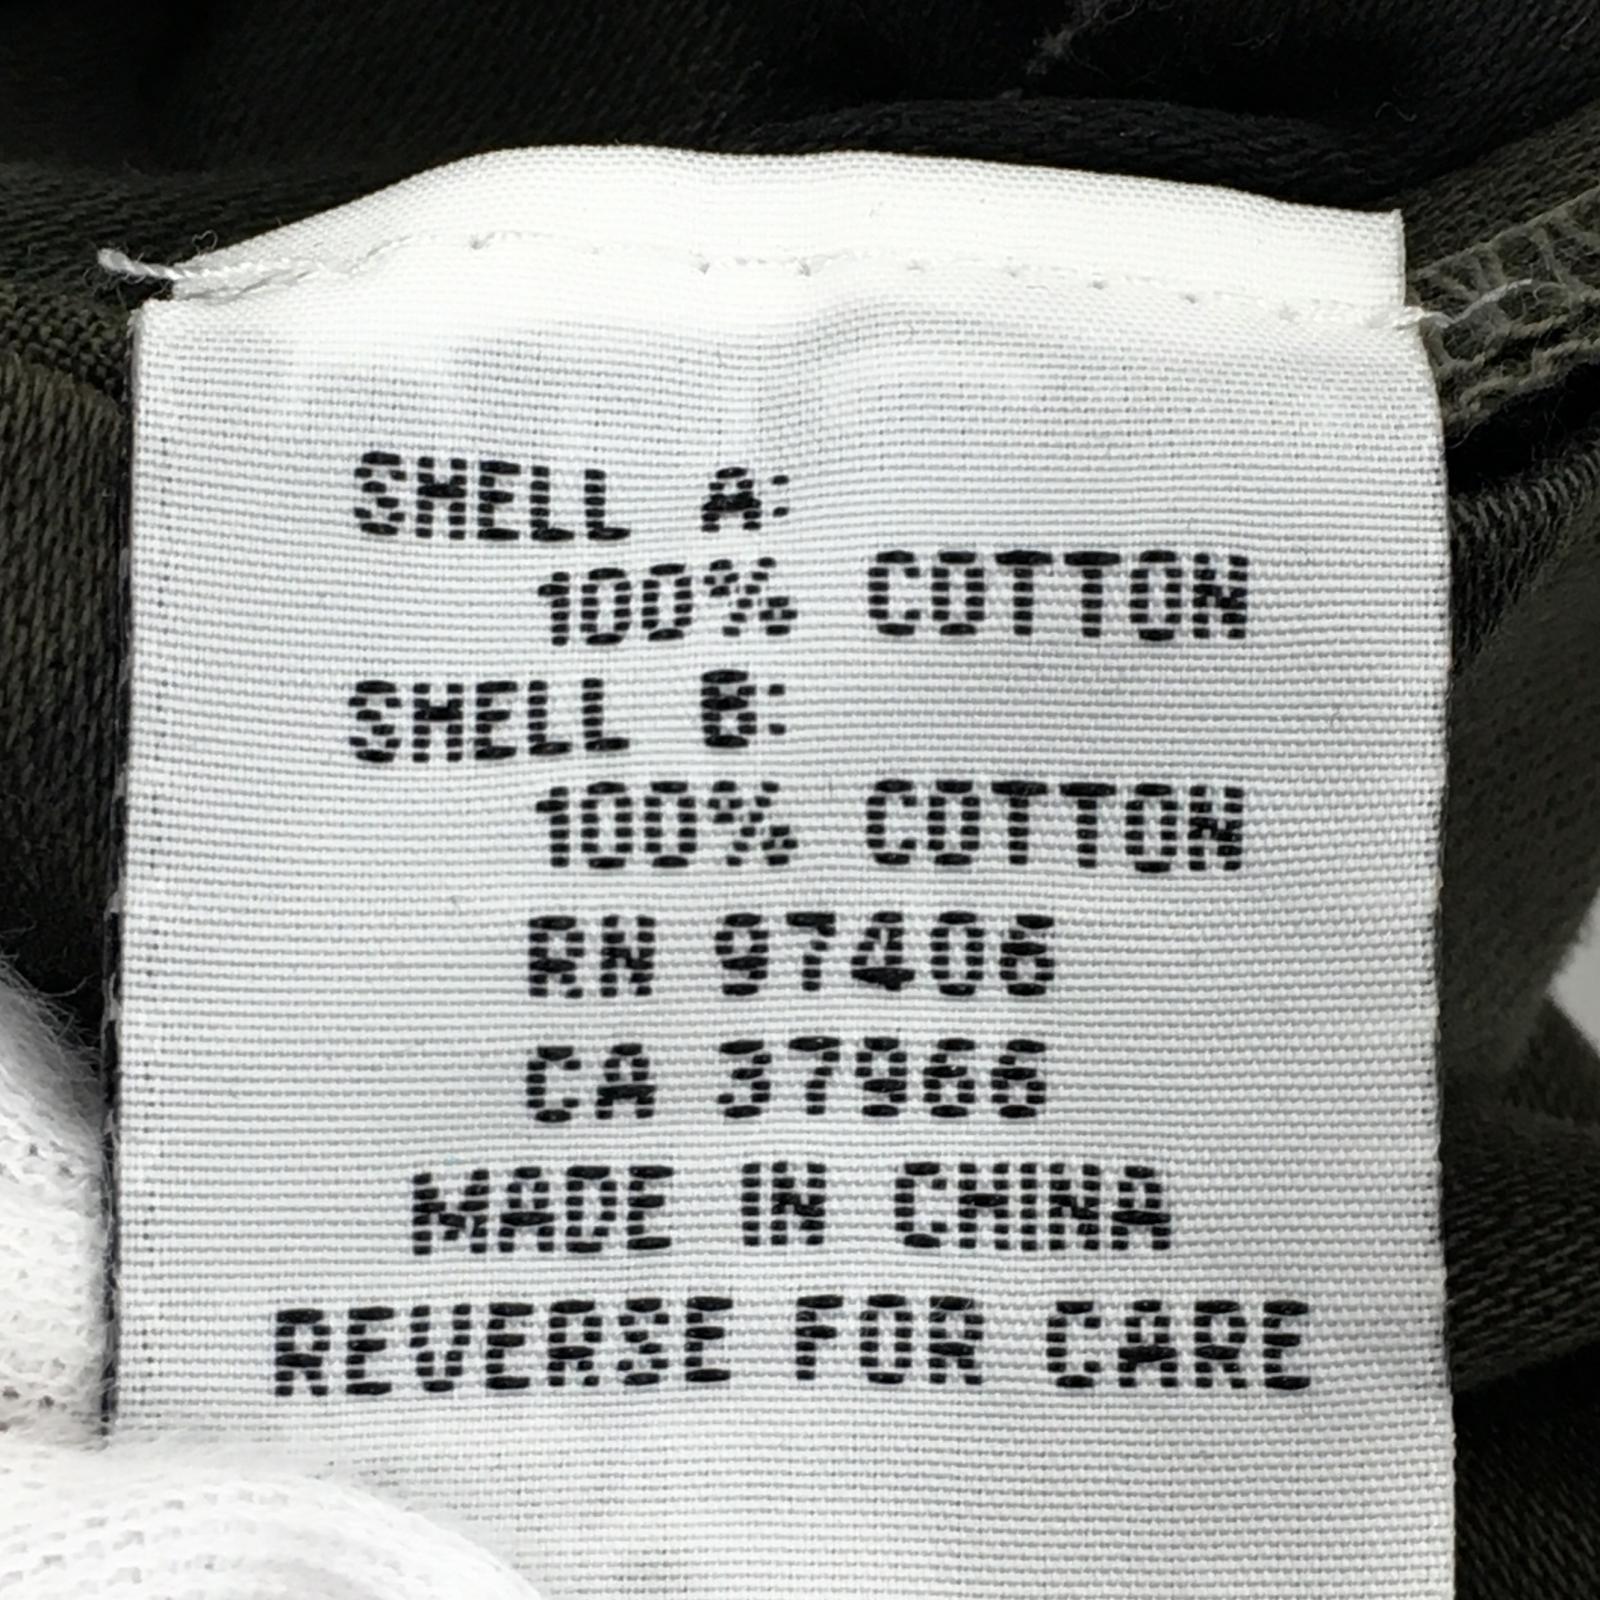 SHELL A:
100% COTTON
SHELL B:
100% COTTON
RN 97406
CA 37966
MADE IN CHINA
REVERSE FOR CARE